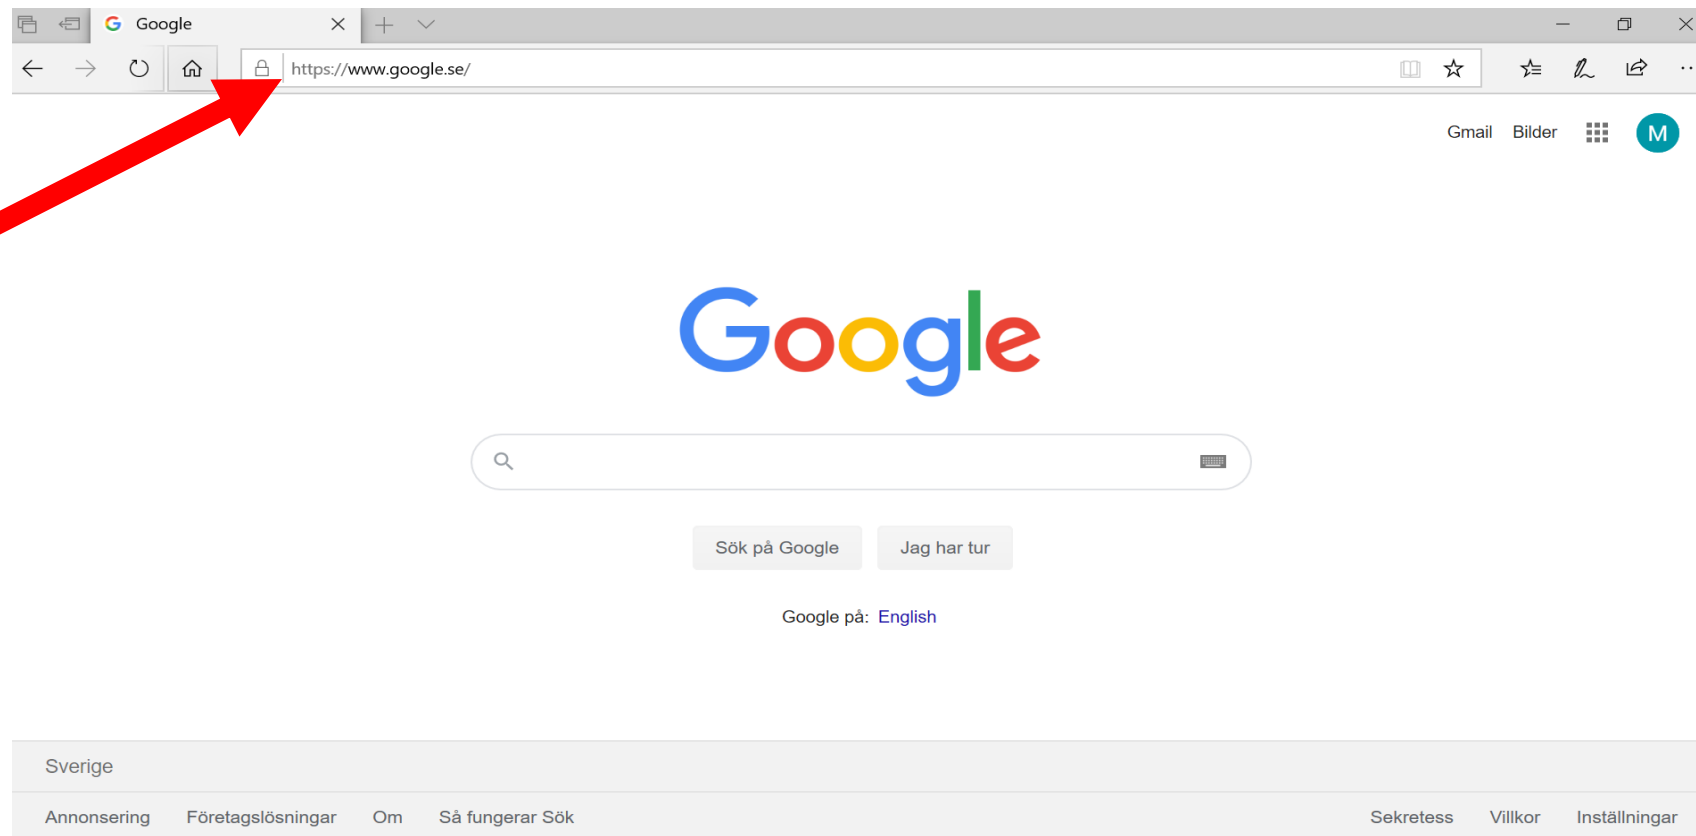 Google
https://www.google.se/
Gmail Bilder M
Google
Sök på Google Jag har tur
Google på: English
Sverige
Annonsering Företagslösningar Om Så fungerar Sök Sekretess Villkor Inställningar